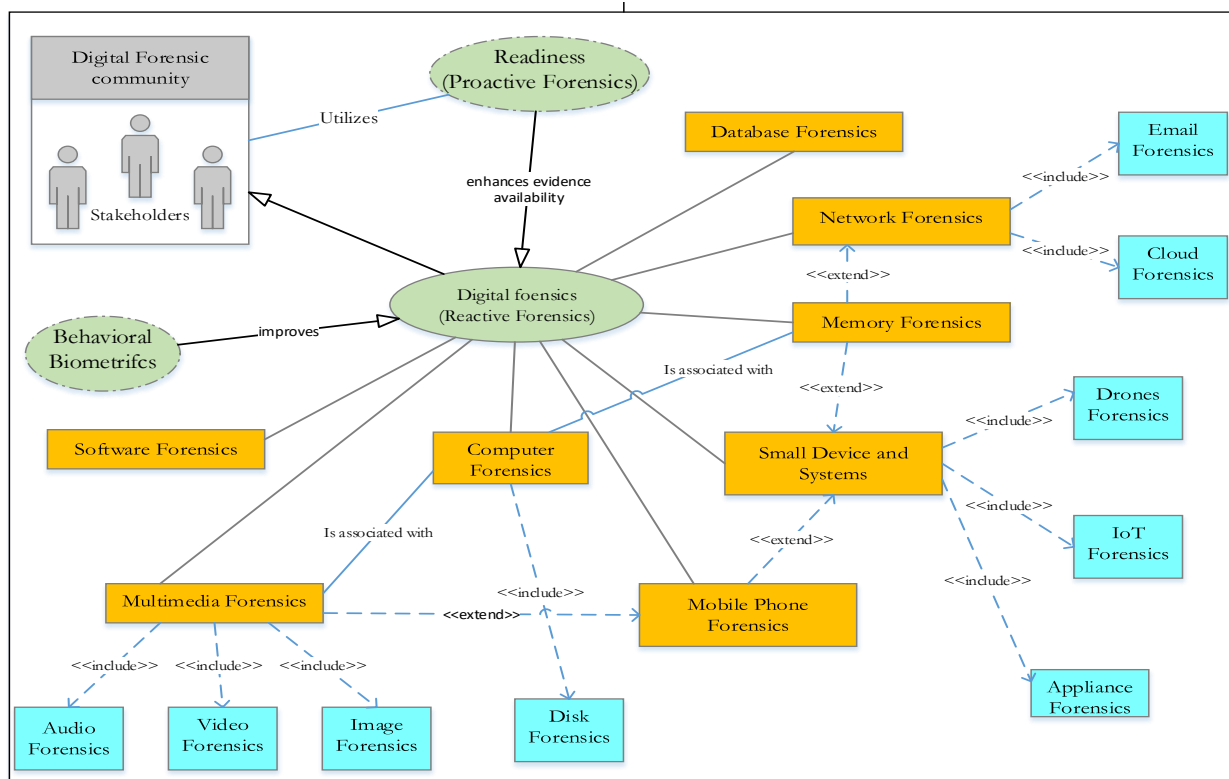 Digital Forensic
community
Stakeholders
Utilizes
Readiness
(Proactive Forensics)
enhances evidence
availability
Database Forensics
Email
Forensics
<<include>>
Network Forensics
<<include>>
Cloud
Forensics
<<extend>>
Digital foensics
(Reactive Forensics)
Memory Forensics
Behavioral
Biometrifcs
improves
Is associated with
<<extend>>
Drones
Forensics
<<include>>
Software Forensics
Computer
Forensics
Small Device and
Systems
<<include>>
IoT
Forensics
Is associated with
<<extend>>
<<include>>
Multimedia Forensics
<<extend>>
<<include>>
Mobile Phone
Forensics
<<include>>
<<include>>
<<include>>
Appliance
Forensics
Audio
Forensics
Video
Forensics
Image
Forensics
Disk
Forensics